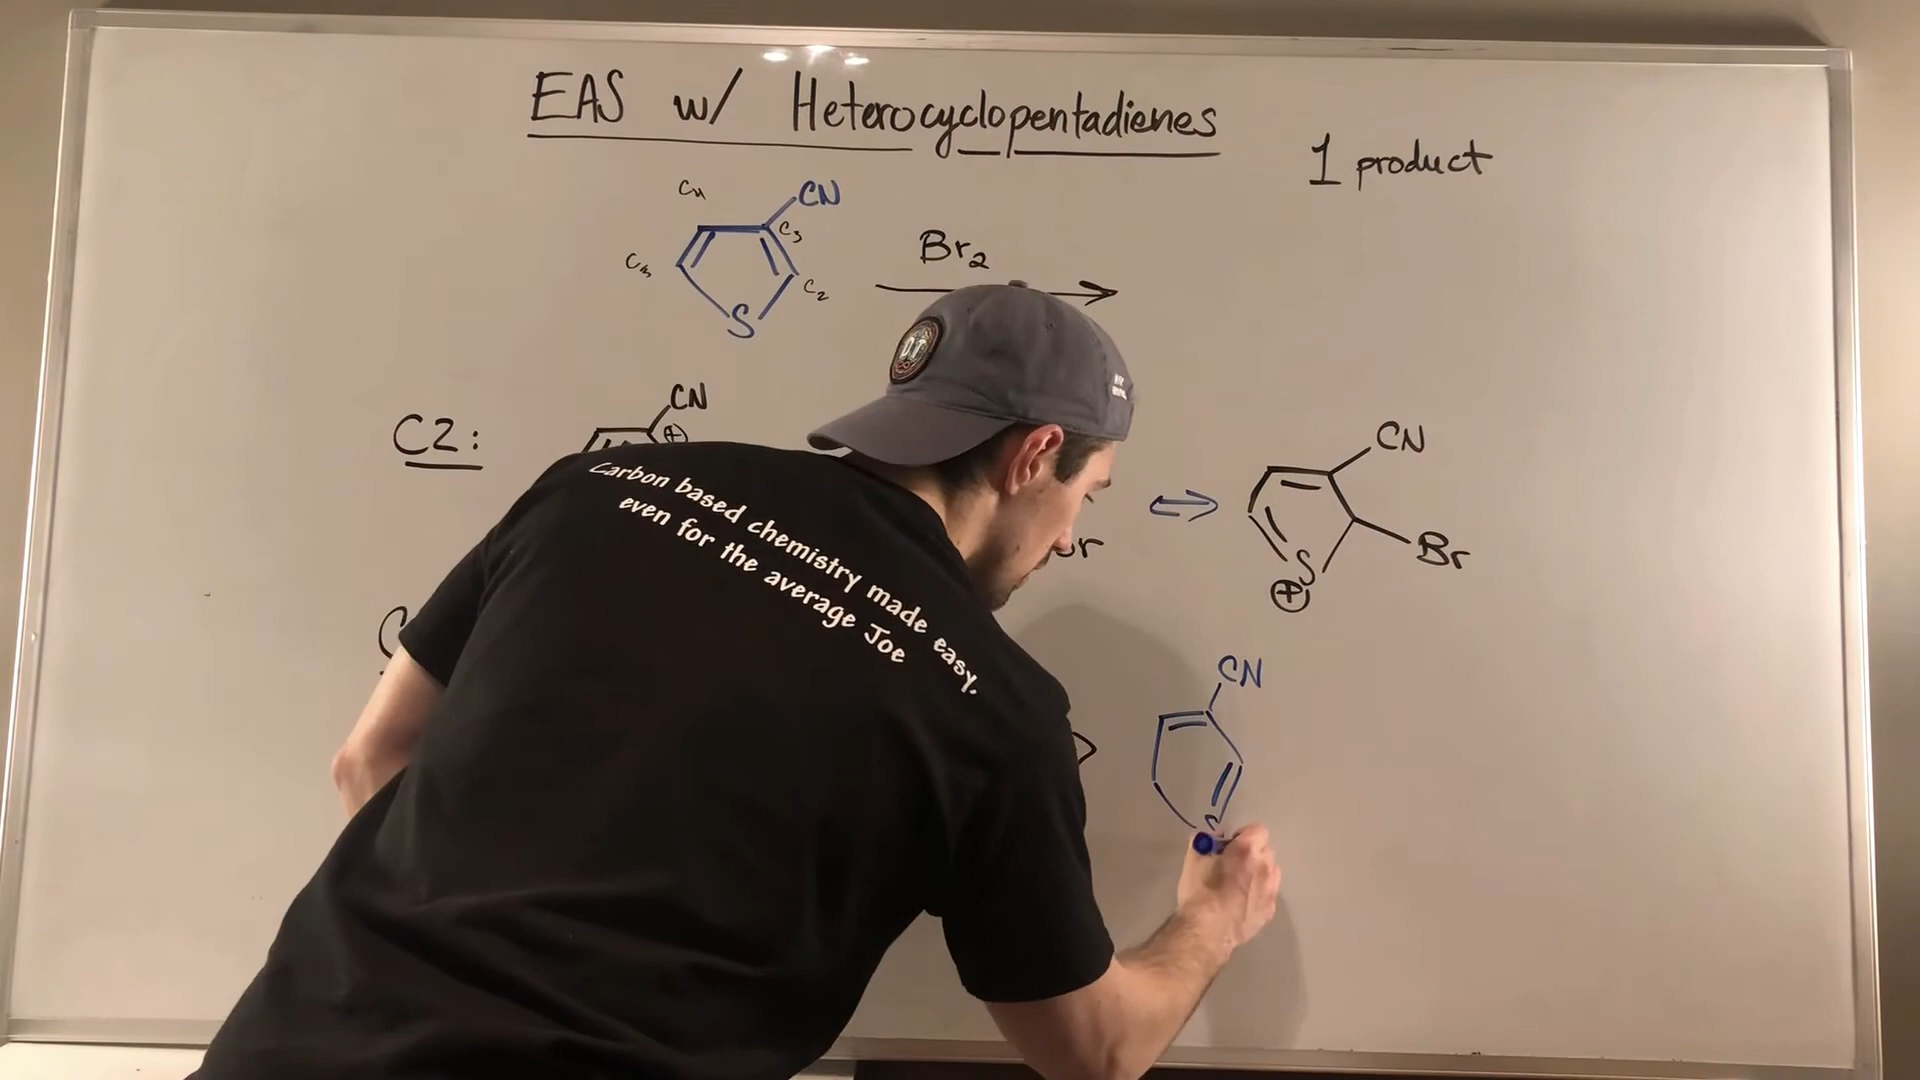 EAS w/ Heterocyclopentadienes
1 product
C4
CN
C3
C2
S
Br2
C2:
CN
+
CN
Br
S
+
Carbon based chemistry made easy,
even for the average Joe
CN
S